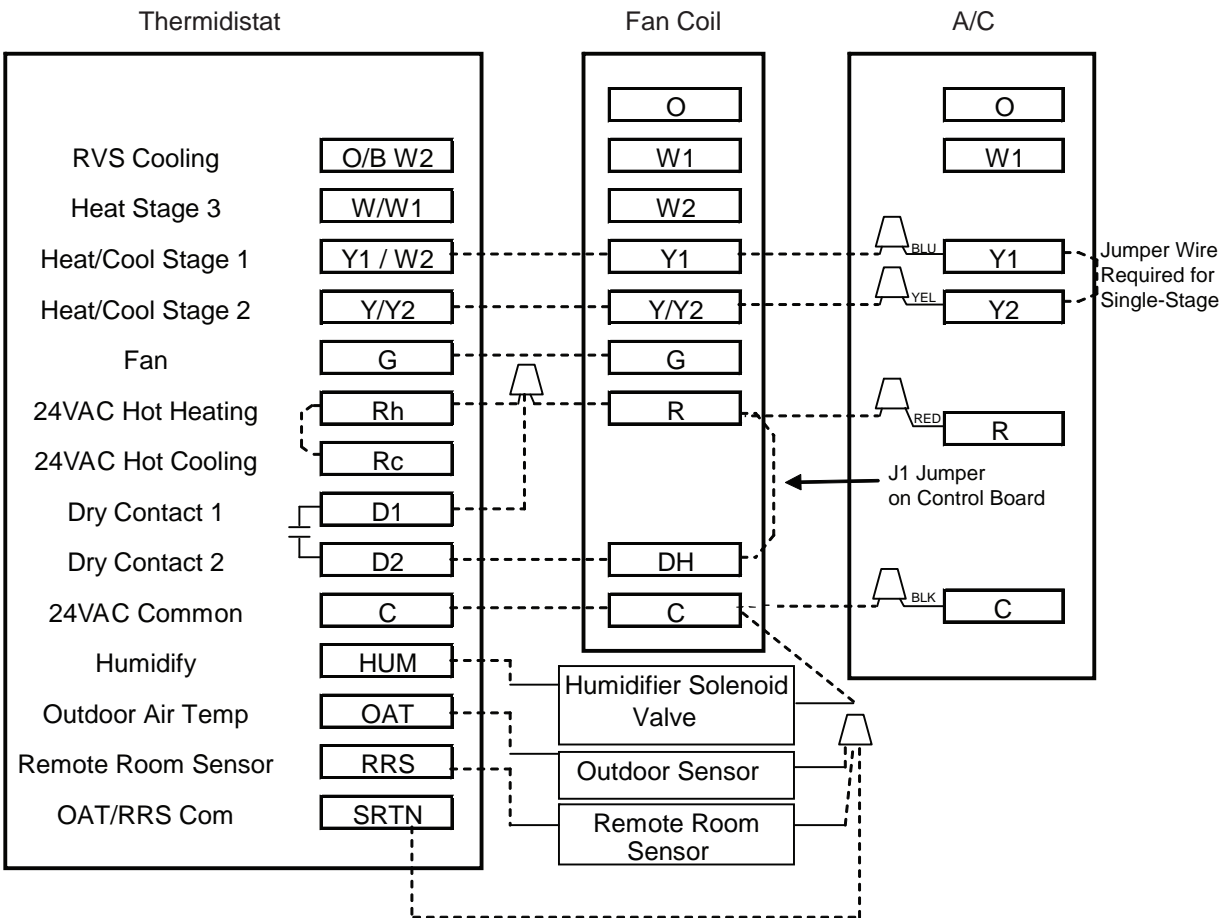 Thermidistat
Fan Coil
A/C
O
O
RVS Cooling
O/B W2
W1
W1
Heat Stage 3
W/W1
W2
Heat/Cool Stage 1
Y1 / W2
Y1
BLU
Y1
Jumper Wire
Required for
Single-Stage
Heat/Cool Stage 2
Y/Y2
Y/Y2
YEL
Y2
Fan
G
G
24VAC Hot Heating
Rh
R
RED
R
24VAC Hot Cooling
Rc
J1 Jumper
on Control Board
Dry Contact 1
D1
Dry Contact 2
D2
DH
24VAC Common
C
C
BLK
C
Humidify
HUM
Humidifier Solenoid
Valve
Outdoor Air Temp
OAT
Outdoor Sensor
Remote Room Sensor
RRS
Remote Room
Sensor
OAT/RRS Com
SRTN